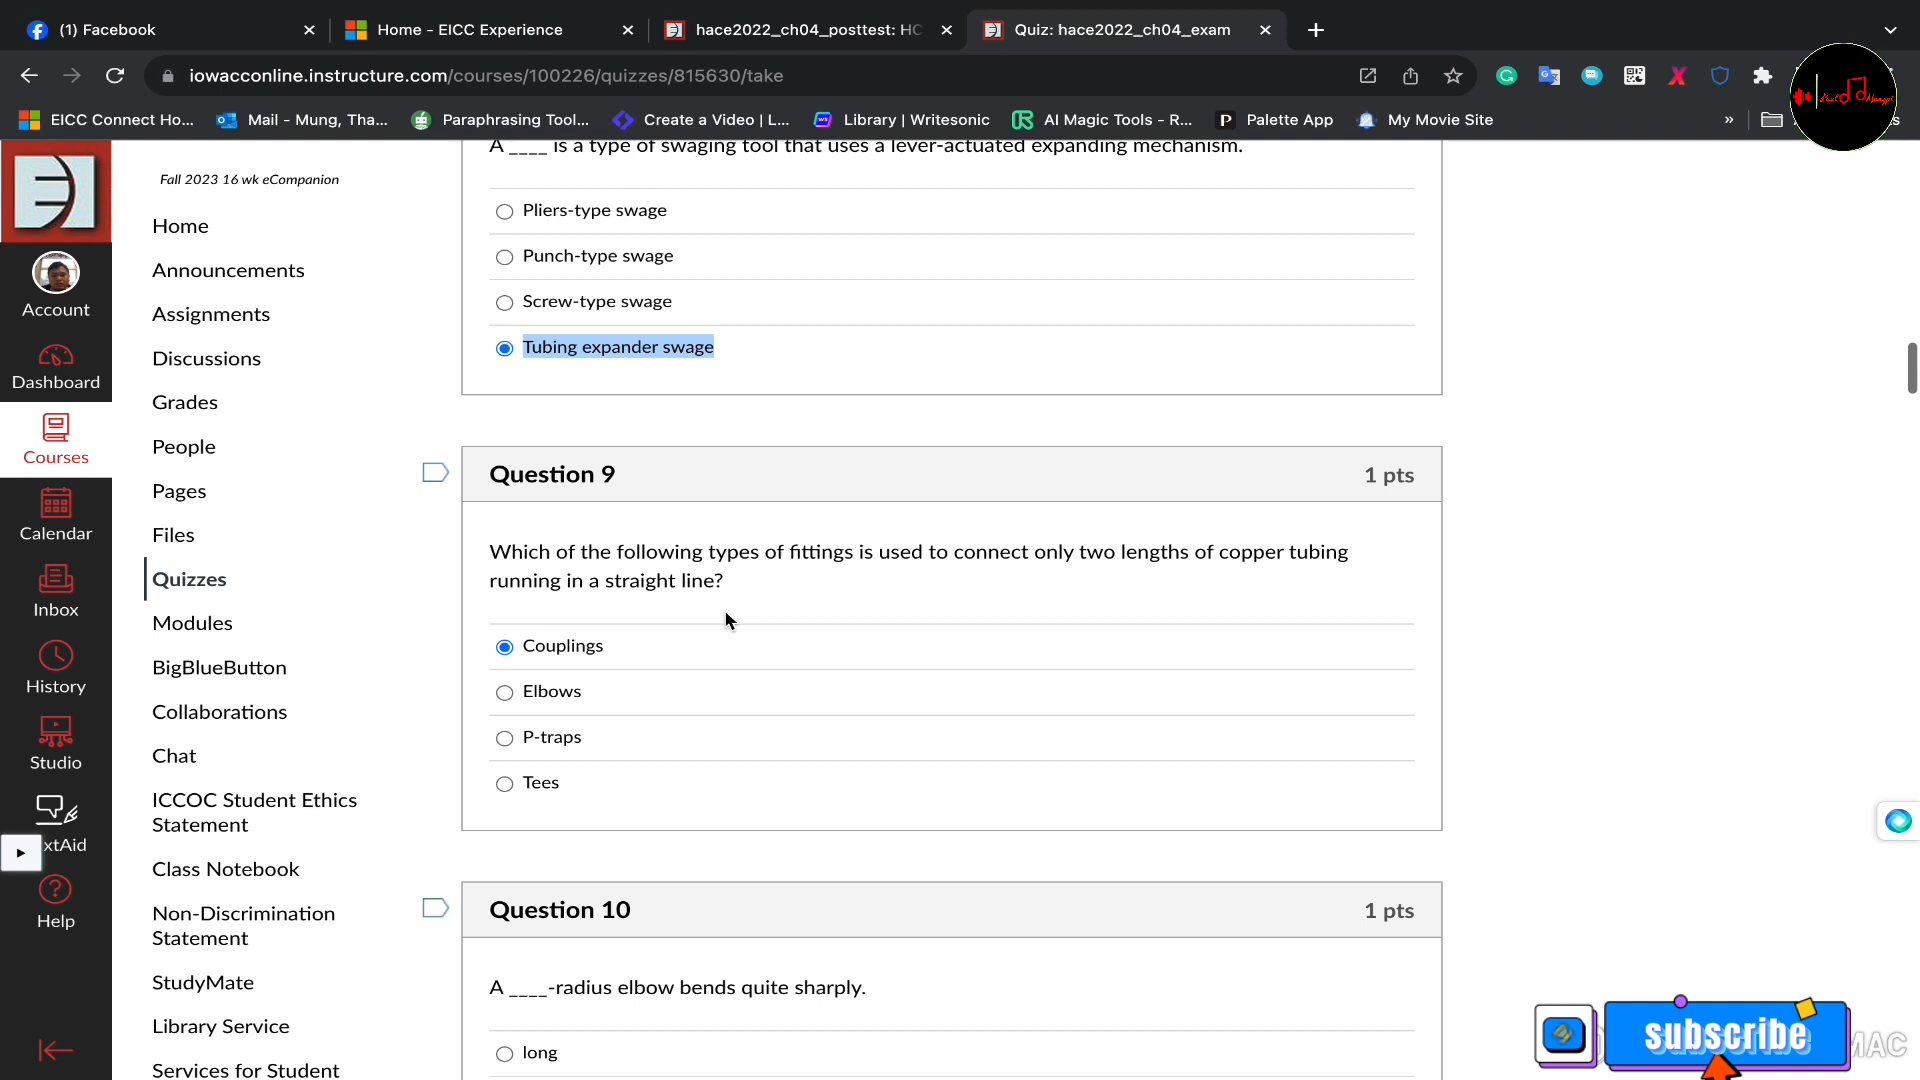 (1) Facebook
Home - EICC Experience
hace2022_ch04_posttest: HC
Quiz: hace2022_ch04_exam
iowacconline.instructure.com/courses/100226/quizzes/815630/take
EICC Connect Ho...
Mail - Mung, Tha...
Paraphrasing Tool...
Create a Video | L...
Library | Writesonic
AI Magic Tools - R...
Palette App
My Movie Site
»
Fall 2023 16 wk eCompanion
Home
Announcements
Assignments
Discussions
Grades
People
Pages
Files
Quizzes
Modules
BigBlueButton
Collaborations
Chat
ICCOC Student Ethics
Statement
Class Notebook
Non-Discrimination
Statement
StudyMate
Library Service
Services for Student
Account
Dashboard
Courses
Calendar
Inbox
History
Studio
xtAid
Help
A ____ is a type of swaging tool that uses a lever-actuated expanding mechanism.
Pliers-type swage
Punch-type swage
Screw-type swage
Tubing expander swage
Question 9
1 pts
Which of the following types of fittings is used to connect only two lengths of copper tubing
running in a straight line?
Couplings
Elbows
P-traps
Tees
Question 10
1 pts
A ____-radius elbow bends quite sharply.
long
subscribe
MAC